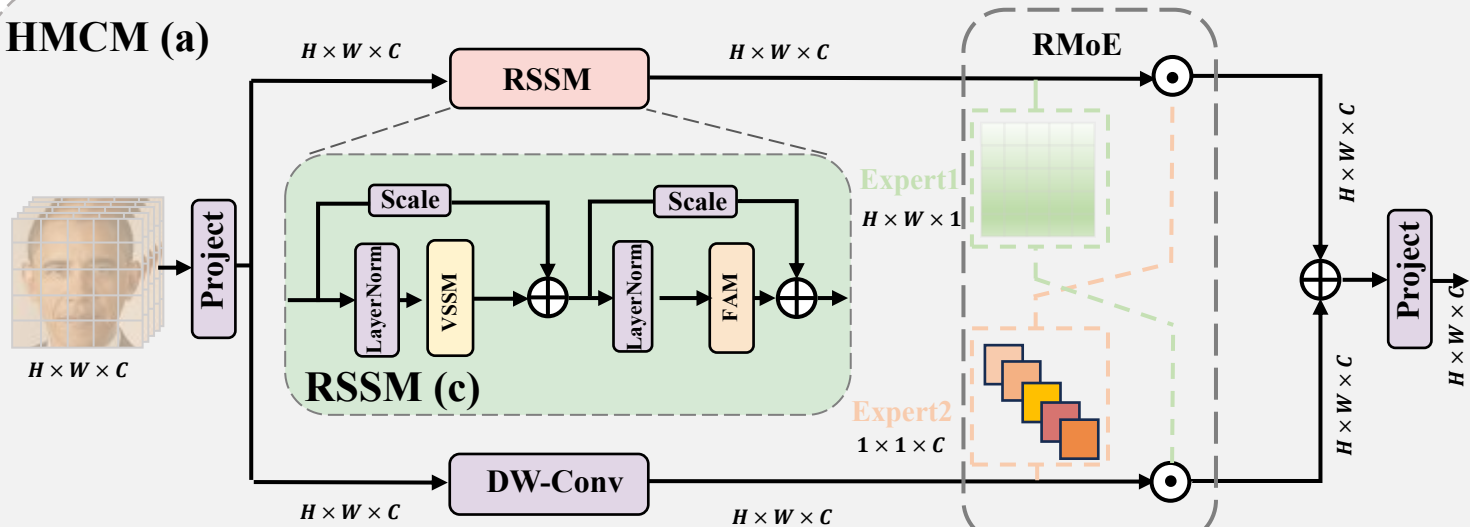 HMCM (a)
H × W × C
RSSM
H × W × C
RMoE
Project
H × W × C
Scale
LayerNorm
VSSM
Scale
LayerNorm
FAM
RSSM (c)
Expert1
H × W × 1
Expert2
1 × 1 × C
H × W × C
DW-Conv
H × W × C
H × W × C
H × W × C
Project
H × W × C